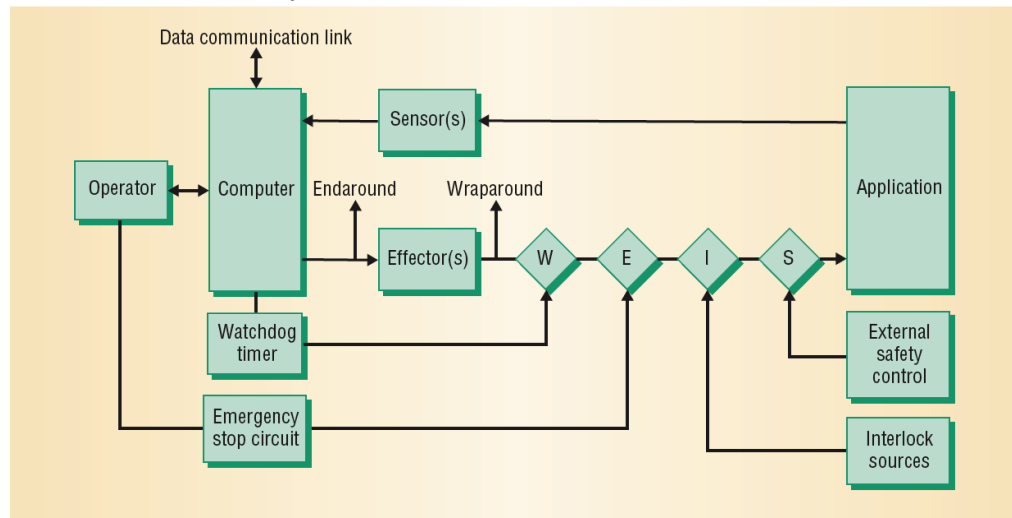 Data communication link
Sensor(s)
Operator
Computer
Endaround
Wraparound
Application
Effector(s)
W
E
I
S
Watchdog
timer
External
safety
control
Emergency
stop circuit
Interlock
sources